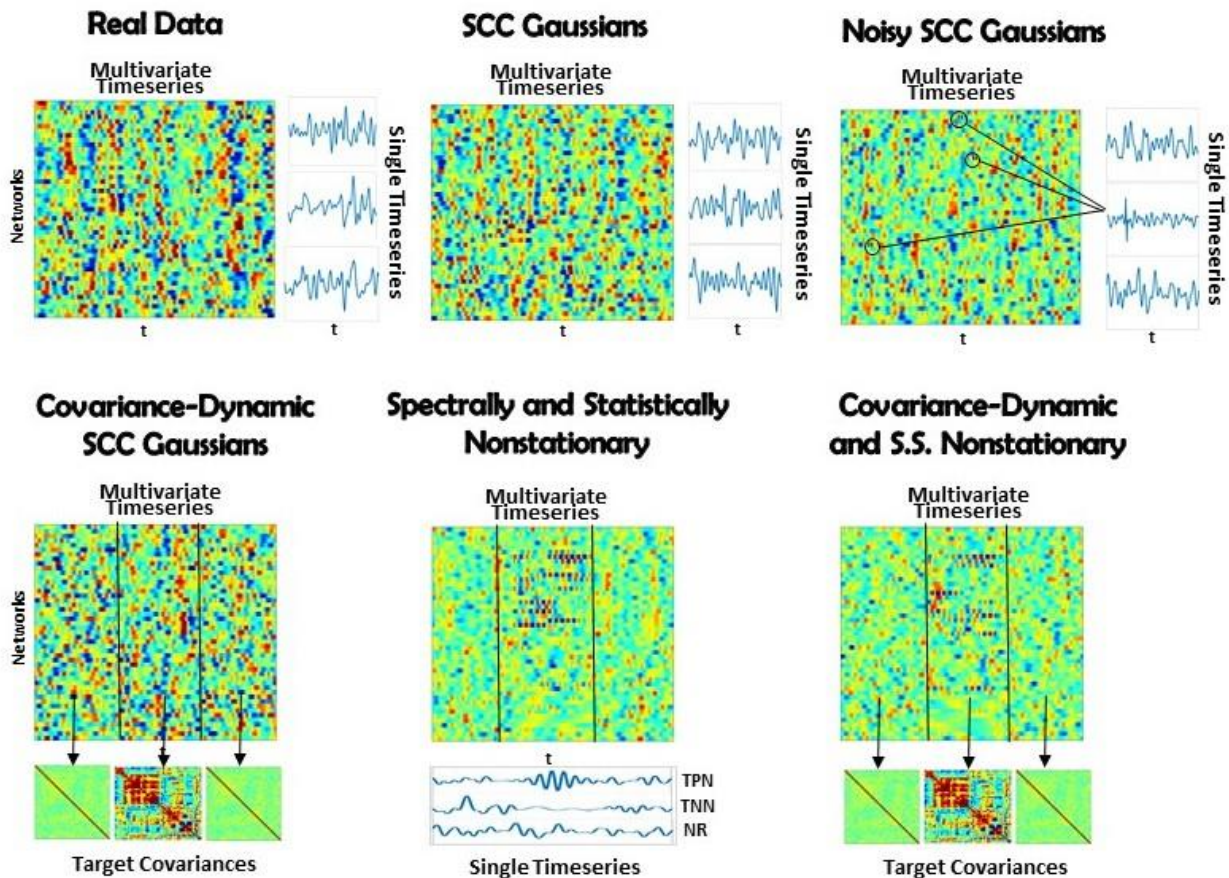 Real Data
Multivariate
Timeseries
Networks
Single Timeseries
t
t
SCC Gaussians
Multivariate
Timeseries
Single Timeseries
t
t
Noisy SCC Gaussians
Multivariate
Timeseries
Single Timeseries
t
t
Covariance-Dynamic
SCC Gaussians
Multivariate
Timeseries
Networks
t
Target Covariances
Spectrally and Statistically
Nonstationary
Multivariate
Timeseries
t
TPN
TNN
NR
Single Timeseries
Covariance-Dynamic
and S.S. Nonstationary
Multivariate
Timeseries
Target Covariances